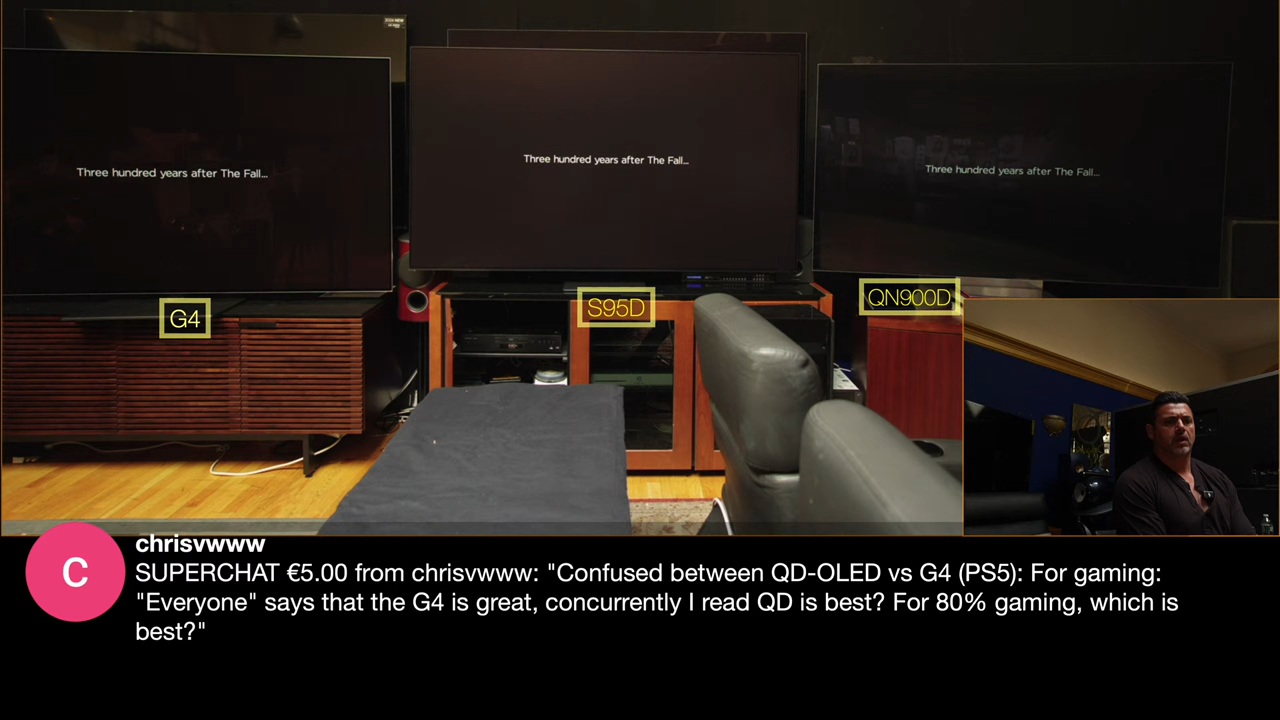 Three hundred years after The Fall...
Three hundred years after The Fall...
Three hundred years after The Fall...
G4
S95D
QN900D
chrisvwww
SUPERCHAT €5.00 from chrisvwww: "Confused between QD-OLED vs G4 (PS5): For gaming:
"Everyone" says that the G4 is great, concurrently I read QD is best? For 80% gaming, which is
best?"
C